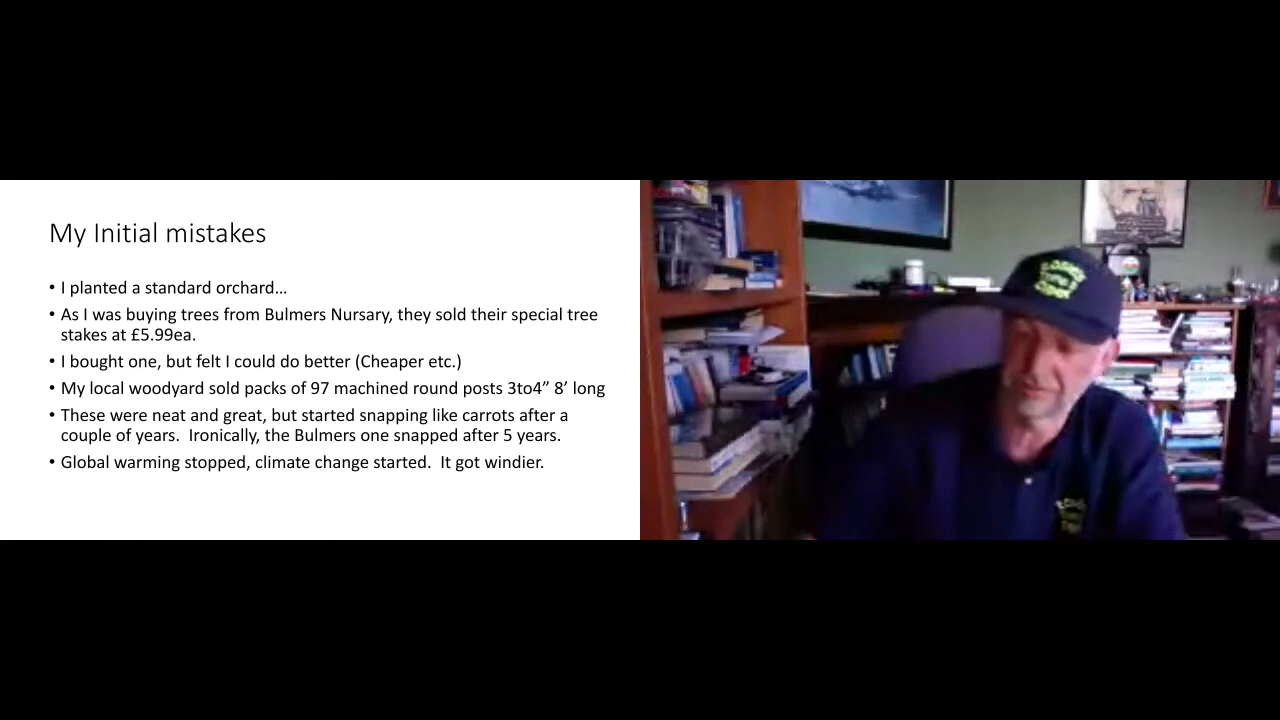 My Initial mistakes
• I planted a standard orchard...
• As I was buying trees from Bulmers Nursary, they sold their special tree
stakes at £5.99ea.
• I bought one, but felt I could do better (Cheaper etc.)
• My local woodyard sold packs of 97 machined round posts 3to4” 8’ long
• These were neat and great, but started snapping like carrots after a
couple of years.  Ironically, the Bulmers one snapped after 5 years.
• Global warming stopped, climate change started.  It got windier.